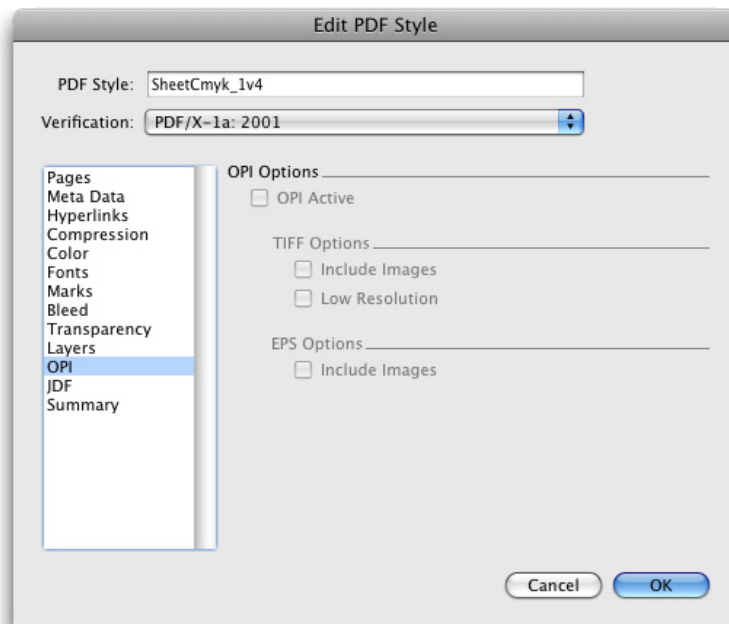 Edit PDF Style
PDF Style: SheetCmyk_1v4
Verification: PDF/X-1a: 2001
Pages
Meta Data
Hyperlinks
Compression
Color
Fonts
Marks
Bleed
Transparency
Layers
OPI
JDF
Summary
OPI Options
OPI Active
TIFF Options
Include Images
Low Resolution
EPS Options
Include Images
Cancel
OK